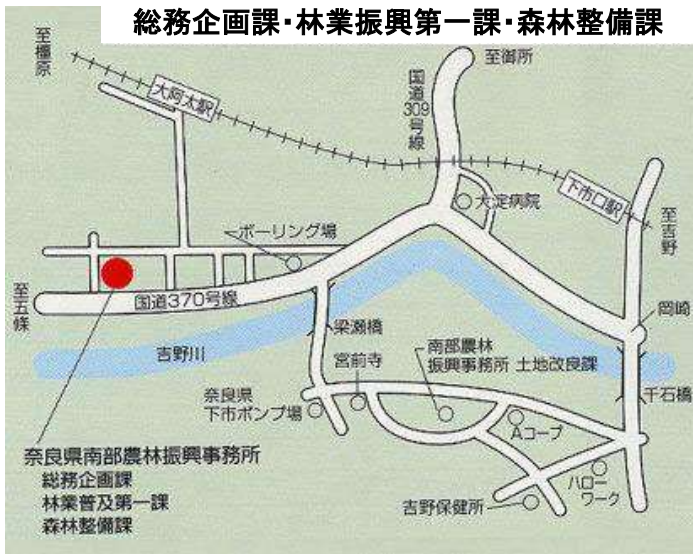 総務企画課・林業振興第一課・森林整備課
至橿原
大阿太駅
国道309号線
至御所
大淀病院
下市口駅
至吉野
ボーリング場
至五條
国道370号線
岡崎
吉野川
梁瀬橋
宮前寺
南部農林
振興事務所 土地改良課
千石橋
奈良県
下市ポンプ場
Aコープ
ハロー
ワーク
吉野保健所
奈良県南部農林振興事務所
総務企画課
林業普及第一課
森林整備課